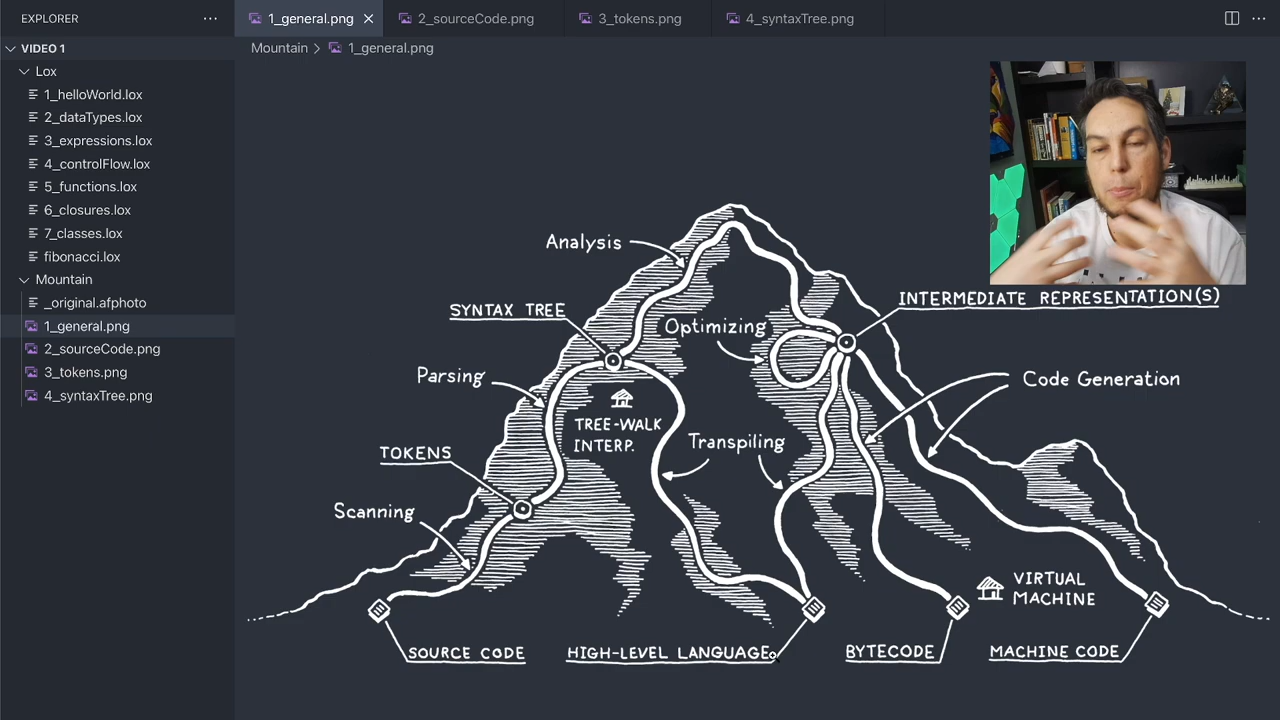 EXPLORER
1_general.png
2_sourceCode.png
3_tokens.png
4_syntaxTree.png
VIDEO 1
Mountain > 1_general.png
Lox
1_helloWorld.lox
2_dataTypes.lox
3_expressions.lox
4_controlFlow.lox
5_functions.lox
6_closures.lox
7_classes.lox
fibonacci.lox
Mountain
_original.afphoto
1_general.png
2_sourceCode.png
3_tokens.png
4_syntaxTree.png
Analysis
SYNTAX TREE
INTERMEDIATE REPRESENTATION(S)
Optimizing
Parsing
Code Generation
TREE-WALK
INTERP.
Transpiling
TOKENS
Scanning
VIRTUAL
MACHINE
SOURCE CODE
HIGH-LEVEL LANGUAGE
BYTECODE
MACHINE CODE